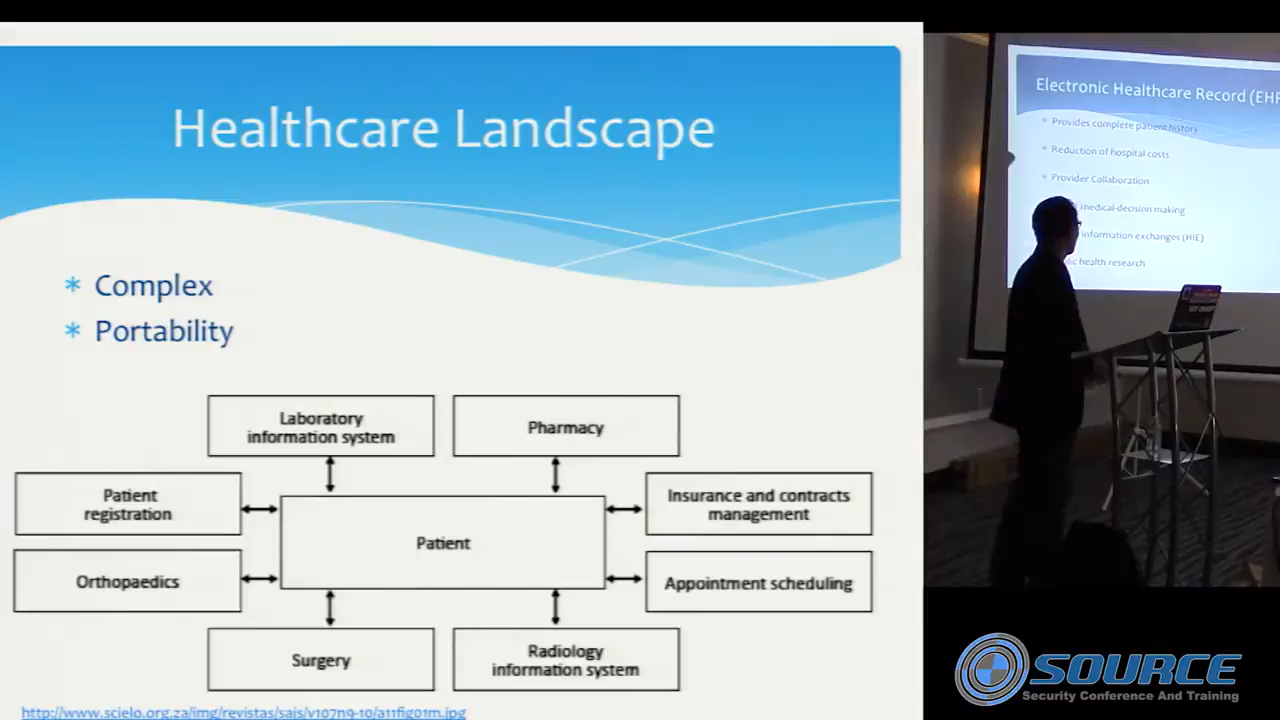 Healthcare Landscape
* Complex
* Portability
Laboratory
information system
Pharmacy
Patient
registration
Insurance and contracts
management
Patient
Orthopaedics
Appointment scheduling
Surgery
Radiology
information system
http://www.scielo.org.za/img/revistas/sajs/v107n9-10/a11fig01m.jpg
Electronic Healthcare Record (EHR
* Provides complete patient history
* Reduction of hospital costs
* Provider Collaboration
medical-decision making
information exchanges (HIE)
health research
SOURCE
Security Conference And Training